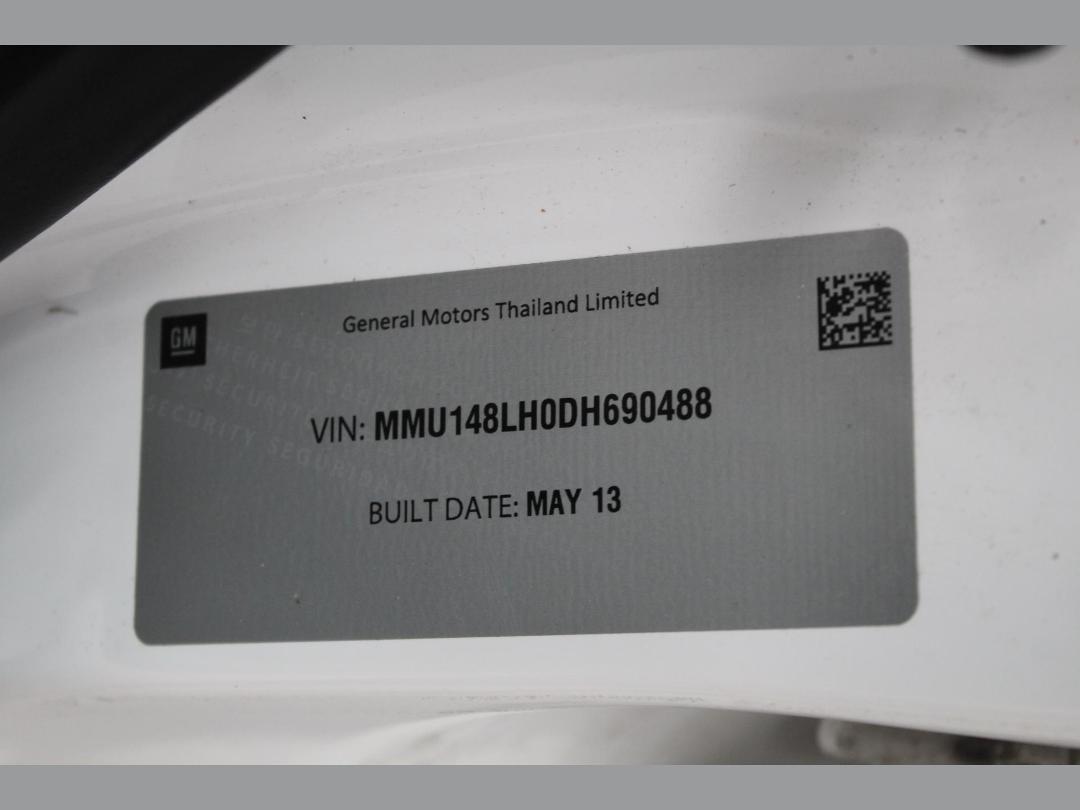 GM
General Motors Thailand Limited
VIN: MMU148LH0DH690488
BUILT DATE: MAY 13